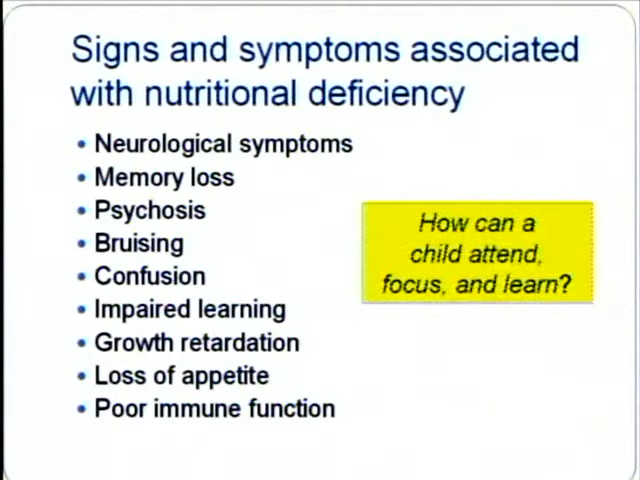 Signs and symptoms associated
with nutritional deficiency
• Neurological symptoms
• Memory loss
• Psychosis
• Bruising
• Confusion
• Impaired learning
• Growth retardation
• Loss of appetite
• Poor immune function
How can a
child attend,
focus, and learn?